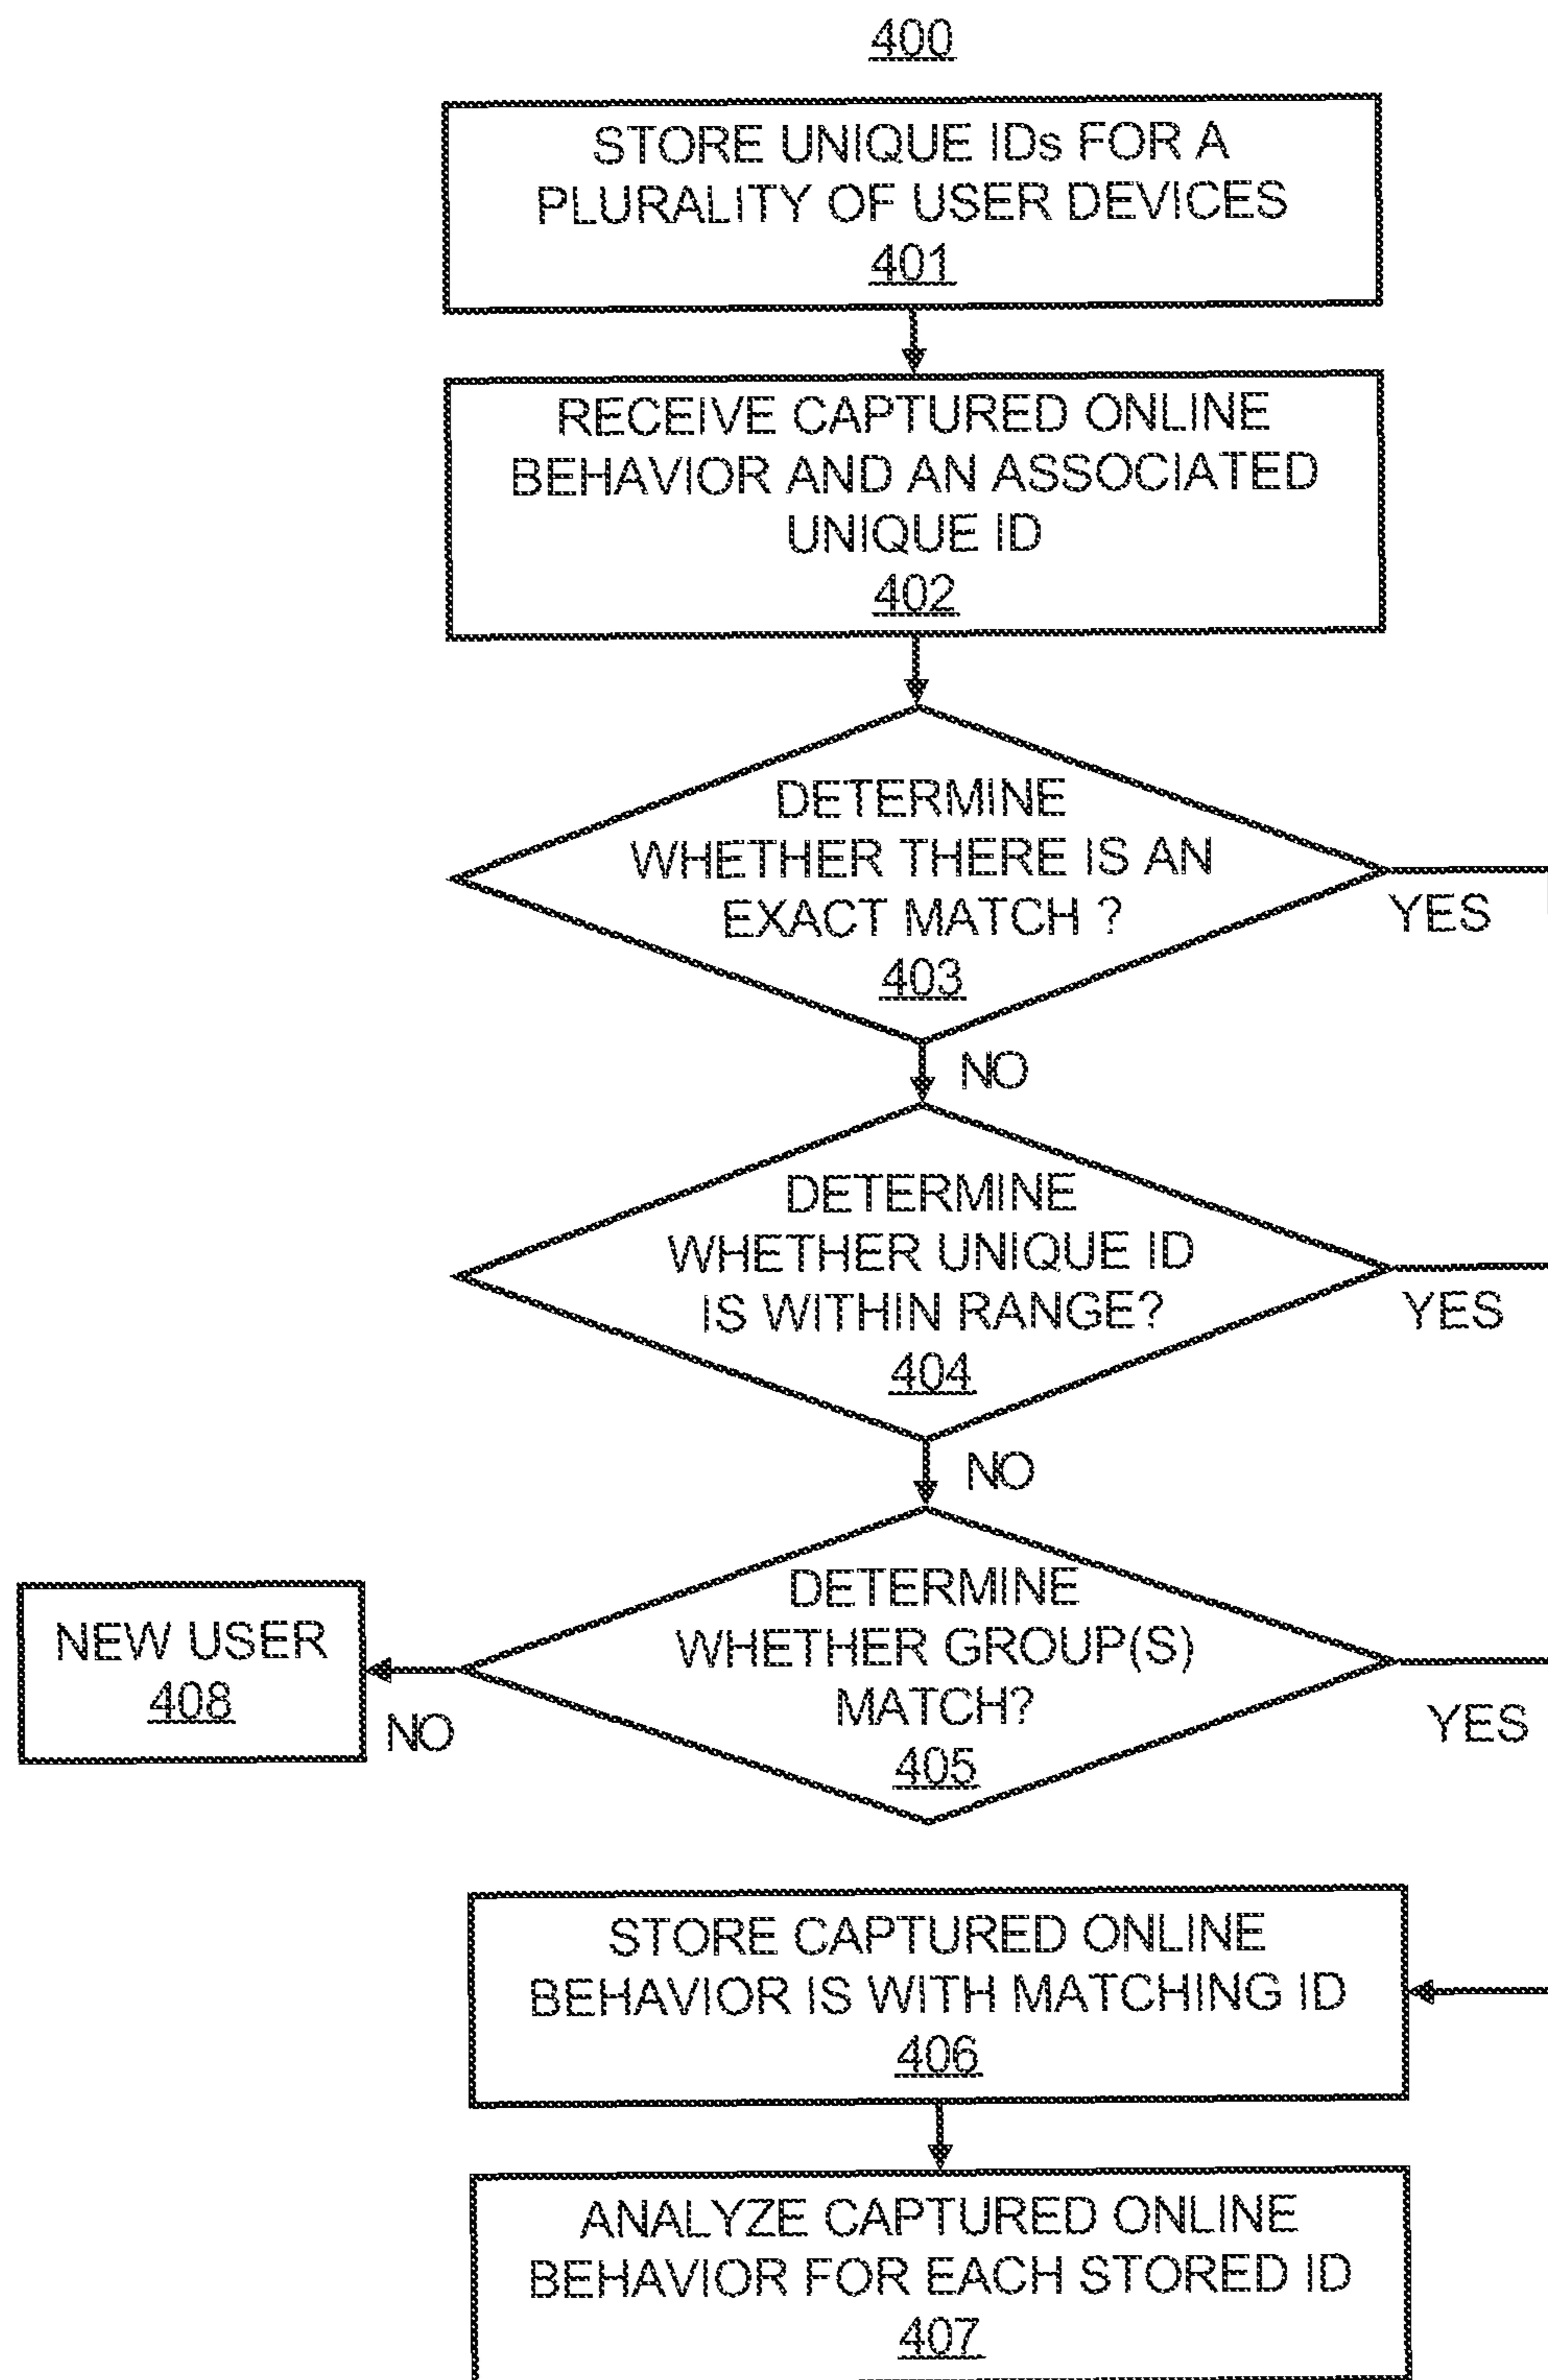 400
STORE UNIQUE IDs FOR A
PLURALITY OF USER DEVICES
401
RECEIVE CAPTURED ONLINE
BEHAVIOR AND AN ASSOCIATED
UNIQUE ID
402
DETERMINE
WHETHER THERE IS AN
EXACT MATCH ?
403
YES
NO
DETERMINE
WHETHER UNIQUE ID
IS WITHIN RANGE?
404
YES
NO
DETERMINE
WHETHER GROUP(S)
MATCH?
405
YES
NEW USER
408
NO
STORE CAPTURED ONLINE
BEHAVIOR IS WITH MATCHING ID
406
ANALYZE CAPTURED ONLINE
BEHAVIOR FOR EACH STORED ID
407